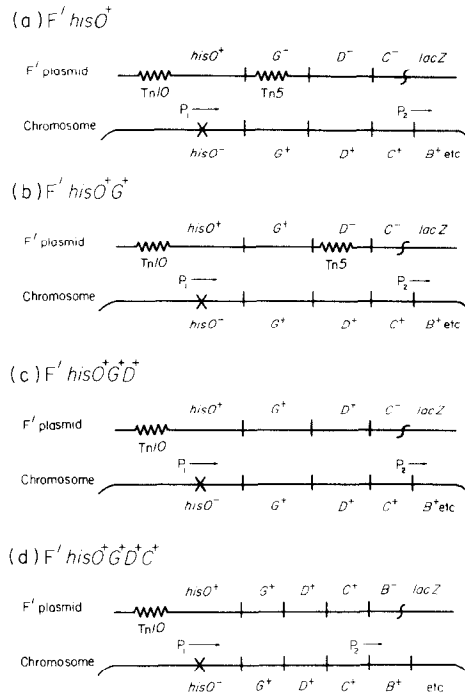 (a) F′ hisO⁺
hisO⁺ G⁻ D⁻ C⁻ lacZ
F′ plasmid
Tn10 Tn5
P₁ P₂
Chromosome
hisO⁻ G⁺ D⁺ C⁺ B⁺ etc
(b) F′ hisO⁺G⁺
hisO⁺ G⁺ D⁻ C⁻ lacZ
F′ plasmid
Tn10 Tn5
P₁ P₂
Chromosome
hisO⁻ G⁺ D⁺ C⁺ B⁺ etc
(c) F′ hisO⁺G⁺D⁺
hisO⁺ G⁺ D⁺ C⁻ lacZ
F′ plasmid
Tn10
P₁ P₂
Chromosome
hisO⁻ G⁺ D⁺ C⁺ B⁺ etc
(d) F′ hisO⁺G⁺D⁺C⁺
hisO⁺ G⁺ D⁺ C⁺ B⁻ lacZ
F′ plasmid
Tn10
P₁ P₂
Chromosome
hisO⁻ G⁺ D⁺ C⁺ B⁺ etc